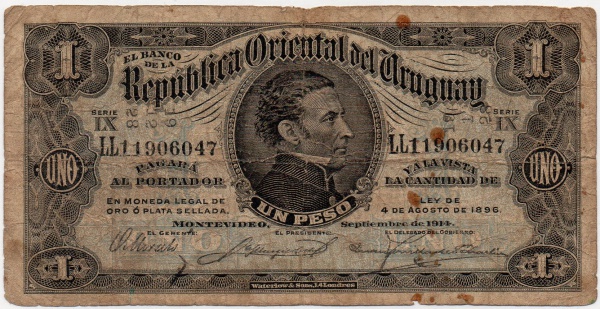 1
1
EL BANCO
DE LA
República Oriental del Uruguay
SERIE
IX
SERIE
IX
LL11906047
LL11906047
PAGARÁ
AL PORTADOR
Y A LA VISTA
LA CANTIDAD DE
UNO
UNO
UN PESO
EN MONEDA LEGAL DE
ORO Ó PLATA SELLADA,
LEY DE
4 DE AGOSTO DE 1896.
MONTEVIDEO,
Septiembre de 1914.
EL GERENTE:
EL PRESIDENTE:
EL DELEGADO DEL GOBIERNO:
1
1
Waterlow & Sons, Ld Londres